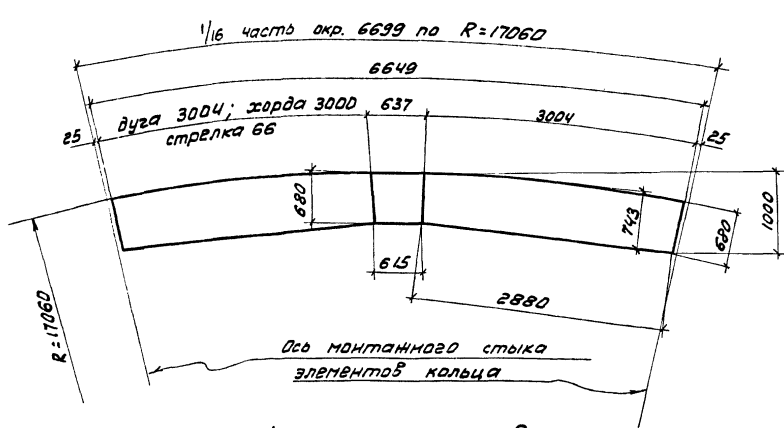 1/16 часть окр. 6699 по R=17060
6649
дуга 3004; хорда 3000
637
3004
25
стрелка 66
25
680
743
680
1000
615
2880
R=17060
Ось монтажного стыка
элементов кольца